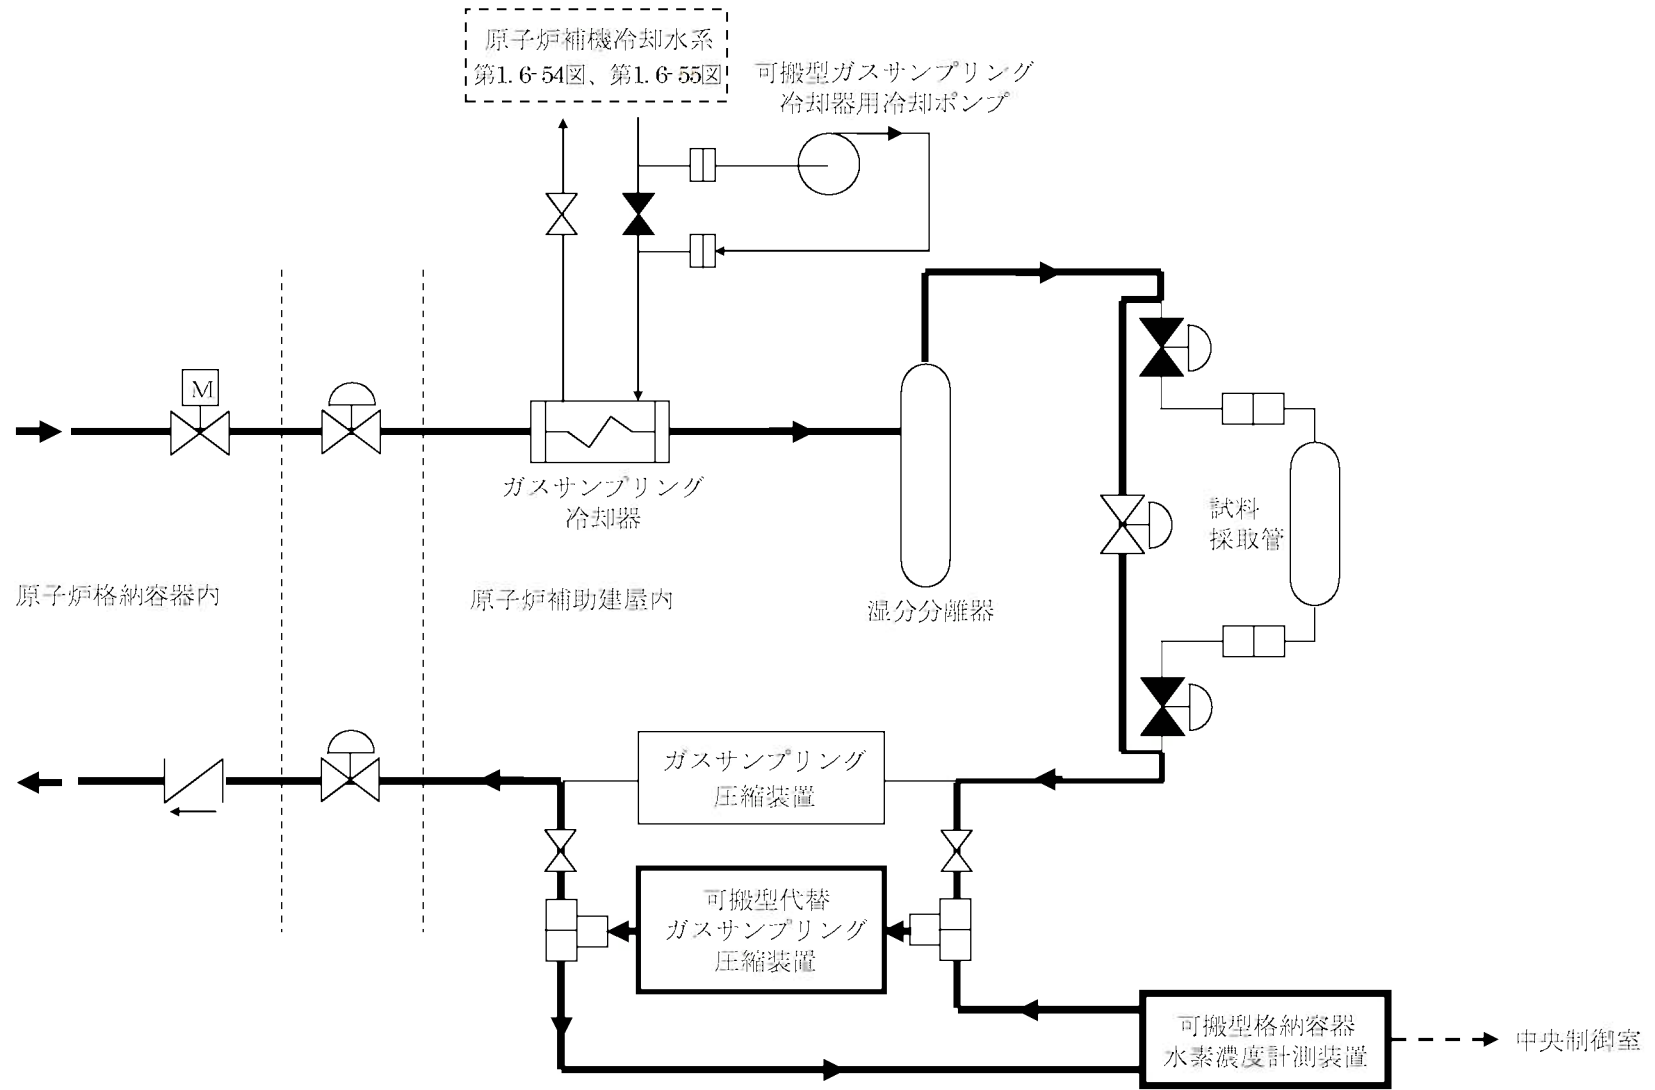 原子炉補機冷却水系
第1.6-54図、第1.6-55図
可搬型ガスサンプリング
冷却器用冷却ポンプ
M
ガスサンプリング
冷却器
試料
採取管
原子炉格納容器内
原子炉補助建屋内
湿分分離器
ガスサンプリング
圧縮装置
可搬型代替
ガスサンプリング
圧縮装置
可搬型格納容器
水素濃度計測装置
中央制御室